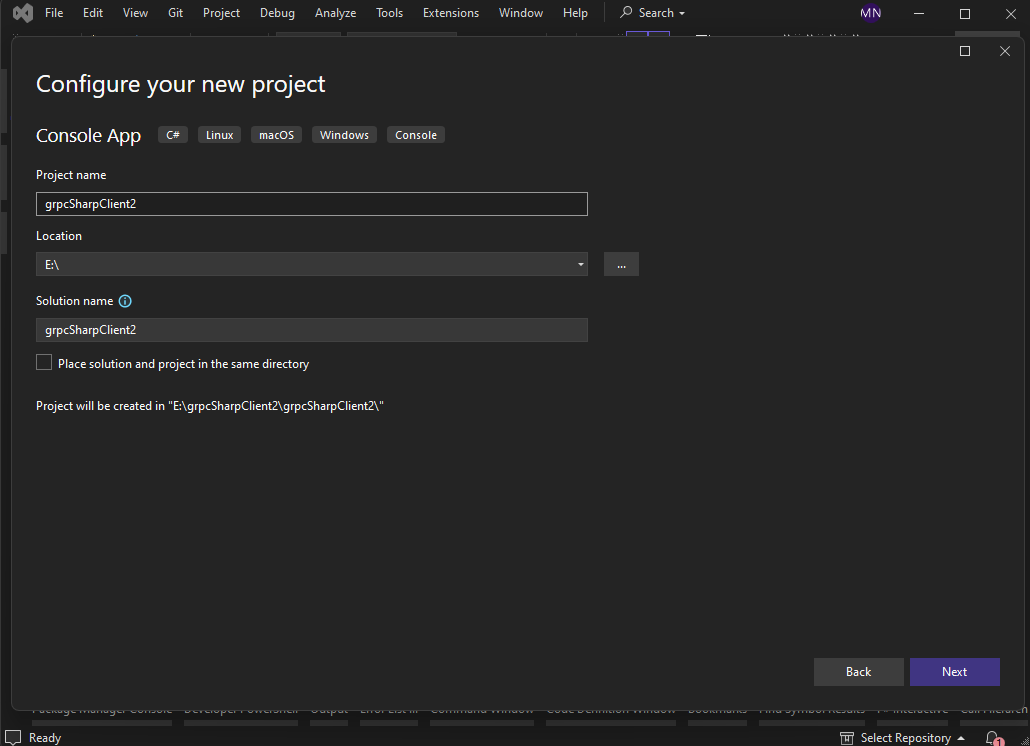 File Edit View Git Project Debug Analyze Tools Extensions Window Help Search MN
Configure your new project
Console App C# Linux macOS Windows Console
Project name
grpcSharpClient2
Location
E:\
...
Solution name
grpcSharpClient2
Place solution and project in the same directory
Project will be created in "E:\grpcSharpClient2\grpcSharpClient2\"
Back Next
Package Manager Console Developer PowerShell Output Error List ... Command Window Code Definition Window Bookmarks Find Symbol Results C# Interactive Call Hierarch
Ready Select Repository 1